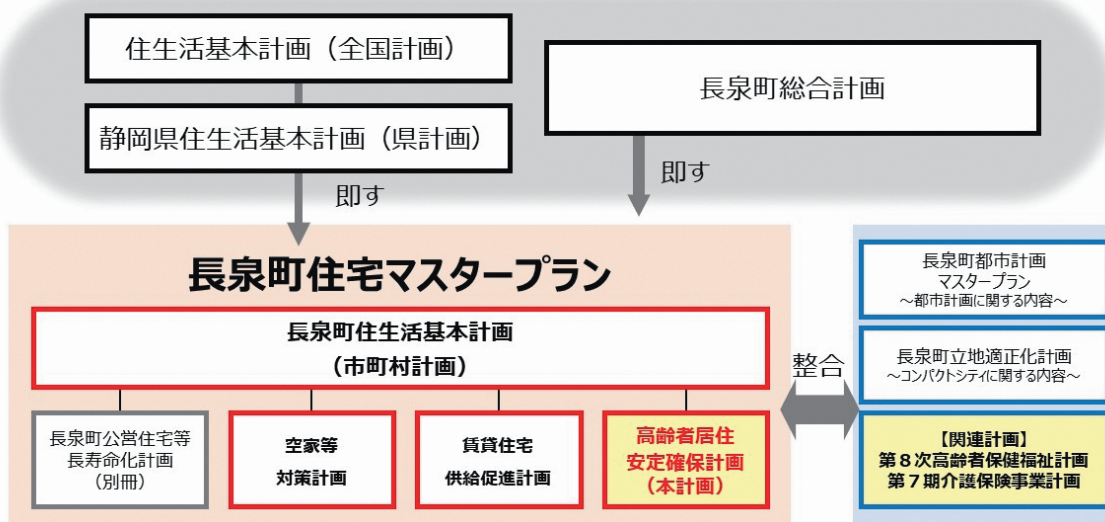 住生活基本計画（全国計画）
静岡県住生活基本計画（県計画）
長泉町総合計画
即す
即す
長泉町住宅マスタープラン
長泉町住生活基本計画
（市町村計画）
長泉町公営住宅等
長寿命化計画
（別冊）
空家等
対策計画
賃貸住宅
供給促進計画
高齢者居住
安定確保計画
（本計画）
整合
長泉町都市計画
マスタープラン
～都市計画に関する内容～
長泉町立地適正化計画
～コンパクトシティに関する内容～
【関連計画】
第８次高齢者保健福祉計画
第７期介護保険事業計画